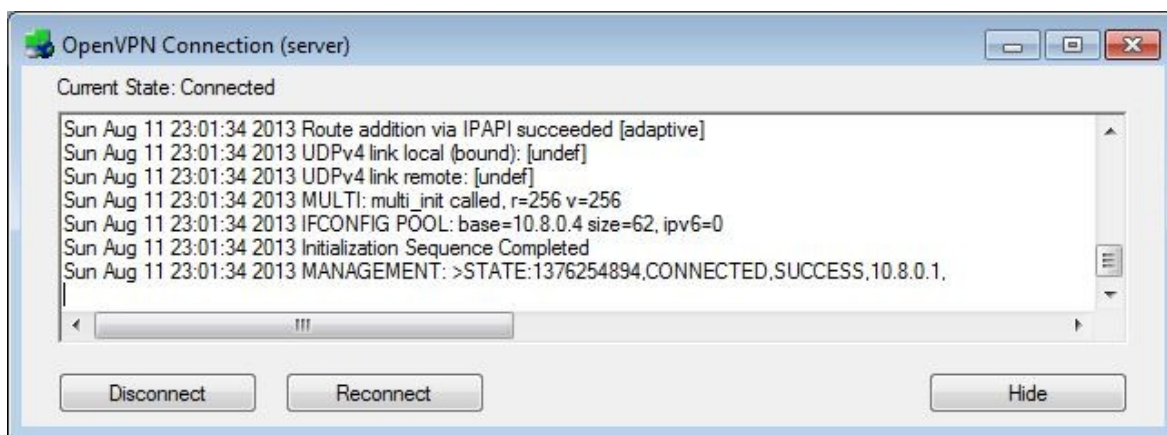 OpenVPN Connection (server)
Current State: Connected
Sun Aug 11 23:01:34 2013 Route addition via IPAPI succeeded [adaptive]
Sun Aug 11 23:01:34 2013 UDPv4 link local (bound): [undef]
Sun Aug 11 23:01:34 2013 UDPv4 link remote: [undef]
Sun Aug 11 23:01:34 2013 MULTI: multi_init called, r=256 v=256
Sun Aug 11 23:01:34 2013 IFCONFIG POOL: base=10.8.0.4 size=62, ipv6=0
Sun Aug 11 23:01:34 2013 Initialization Sequence Completed
Sun Aug 11 23:01:34 2013 MANAGEMENT: >STATE:1376254894,CONNECTED,SUCCESS,10.8.0.1,
Disconnect Reconnect Hide